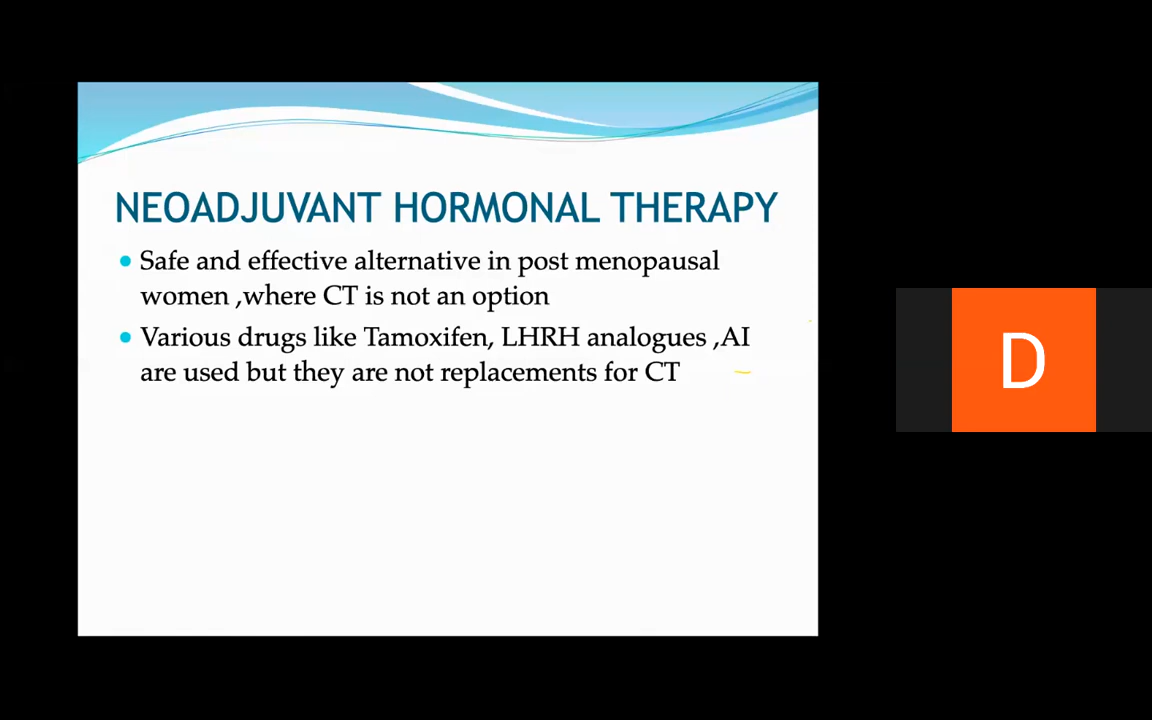 NEOADJUVANT HORMONAL THERAPY
Safe and effective alternative in post menopausal
women ,where CT is not an option
Various drugs like Tamoxifen, LHRH analogues ,AI
are used but they are not replacements for CT
D